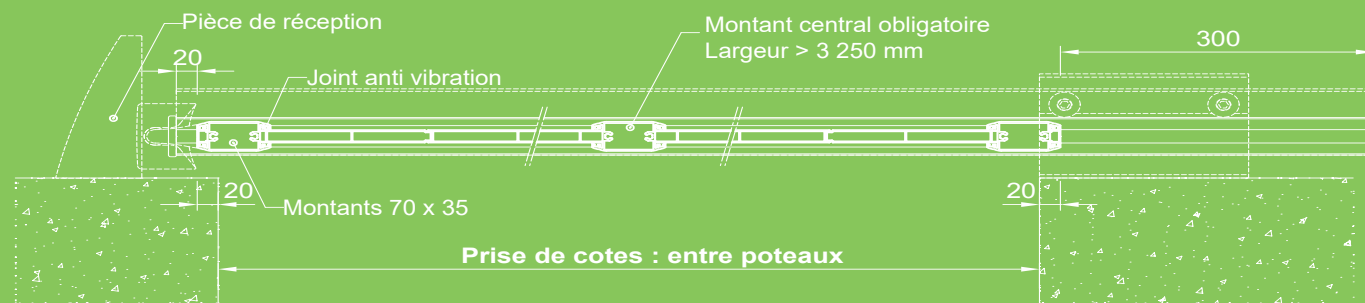 Pièce de réception
20
Joint anti vibration
Montant central obligatoire
Largeur > 3 250 mm
300
20
Montants 70 x 35
20
Prise de cotes : entre poteaux